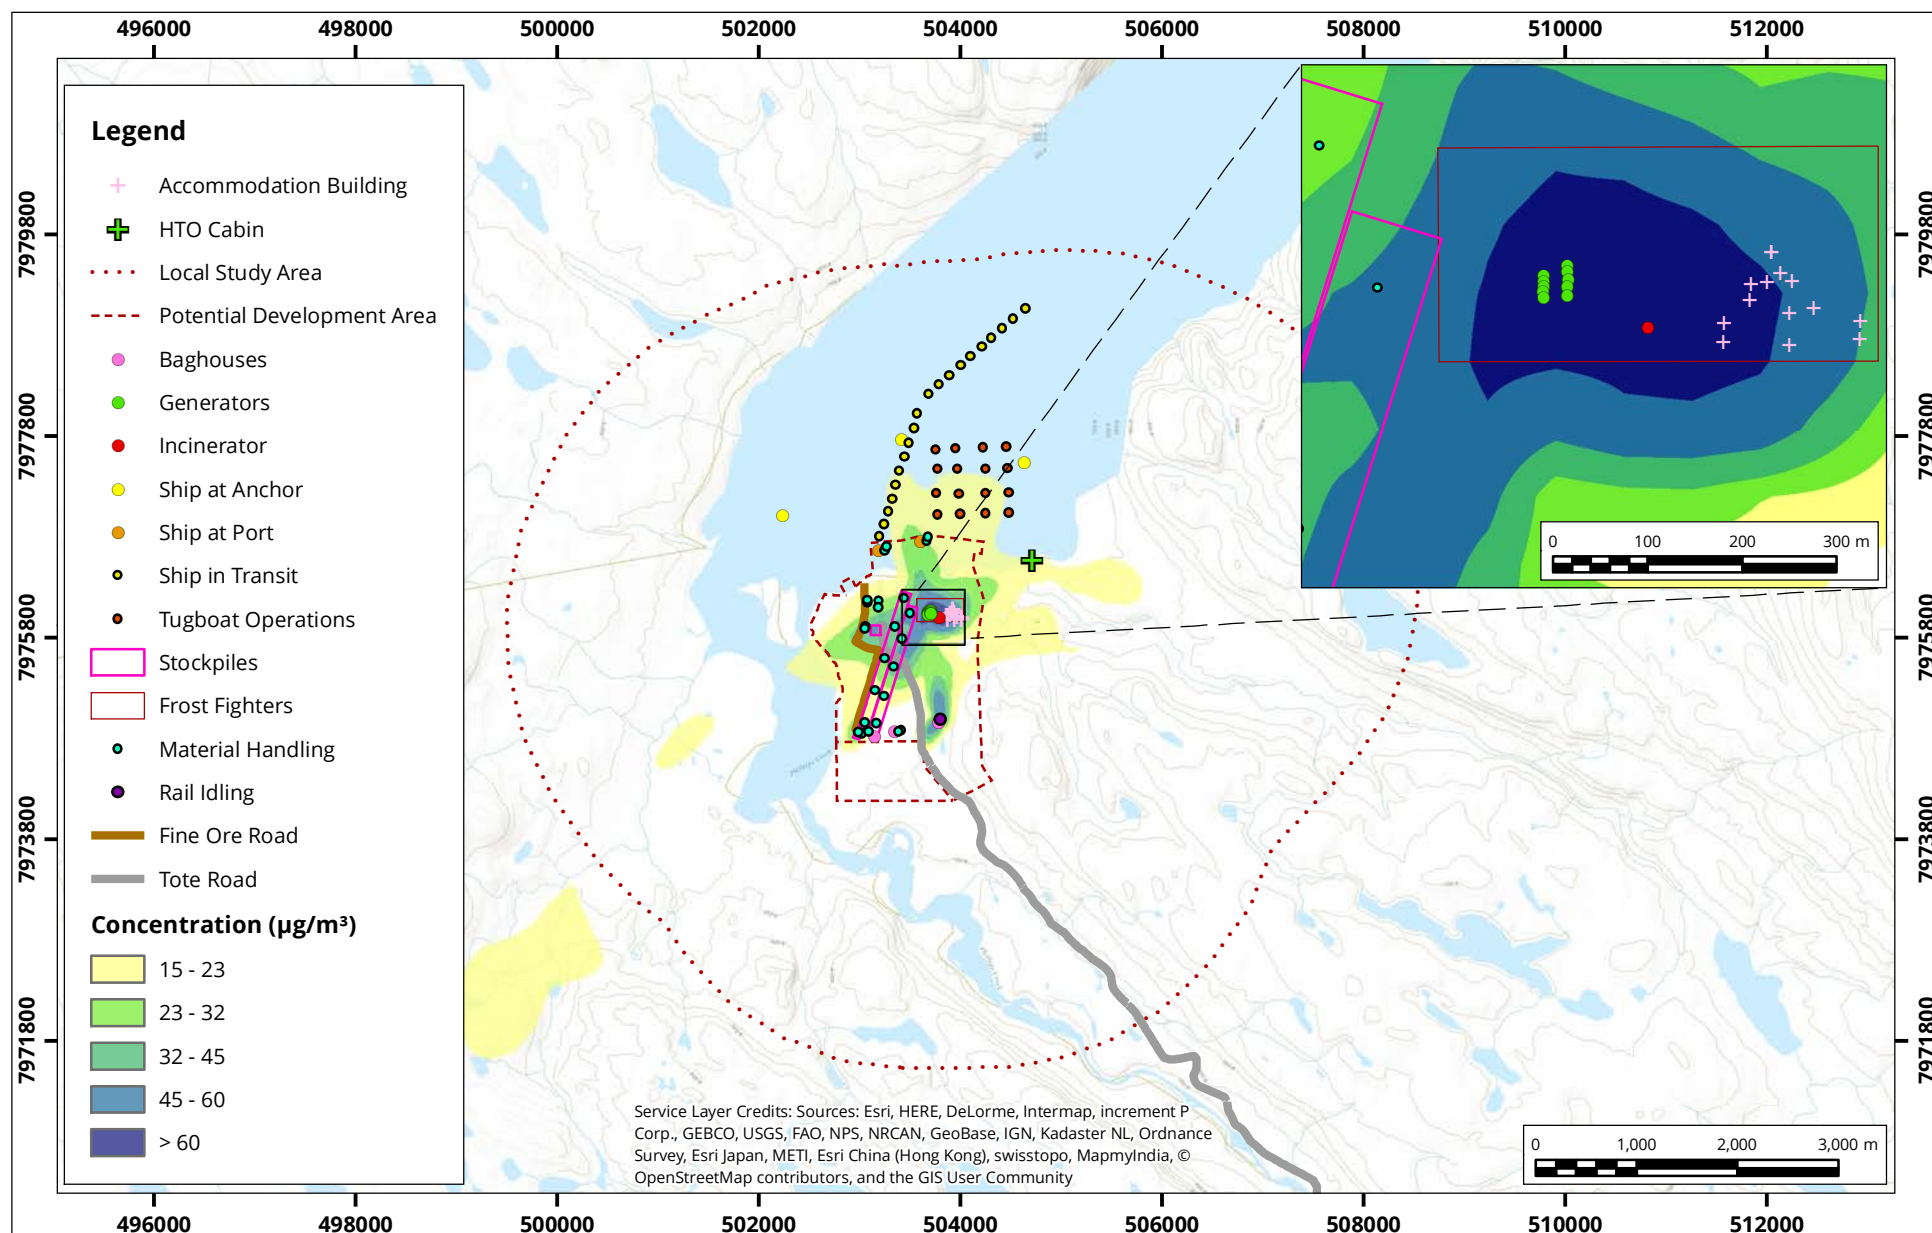 496000 498000 500000 502000 504000 506000 508000 510000 512000
7979800
7977800
7975800
7973800
7971800
Legend
Accommodation Building
HTO Cabin
Local Study Area
Potential Development Area
Baghouses
Generators
Incinerator
Ship at Anchor
Ship at Port
Ship in Transit
Tugboat Operations
Stockpiles
Frost Fighters
Material Handling
Rail Idling
Fine Ore Road
Tote Road
Concentration (µg/m³)
15 - 23
23 - 32
32 - 45
45 - 60
> 60
0 100 200 300 m
Service Layer Credits: Sources: Esri, HERE, DeLorme, Intermap, increment P
Corp., GEBCO, USGS, FAO, NPS, NRCAN, GeoBase, IGN, Kadaster NL, Ordnance
Survey, Esri Japan, METI, Esri China (Hong Kong), swisstopo, MapmyIndia, ©
OpenStreetMap contributors, and the GIS User Community
0 1,000 2,000 3,000 m
7979800
7977800
7975800
7973800
7971800
496000 498000 500000 502000 504000 506000 508000 510000 512000